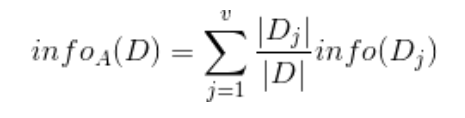 $info_A(D) = \sum_{j=1}^{v} \frac{|D_j|}{|D|} info(D_j)$